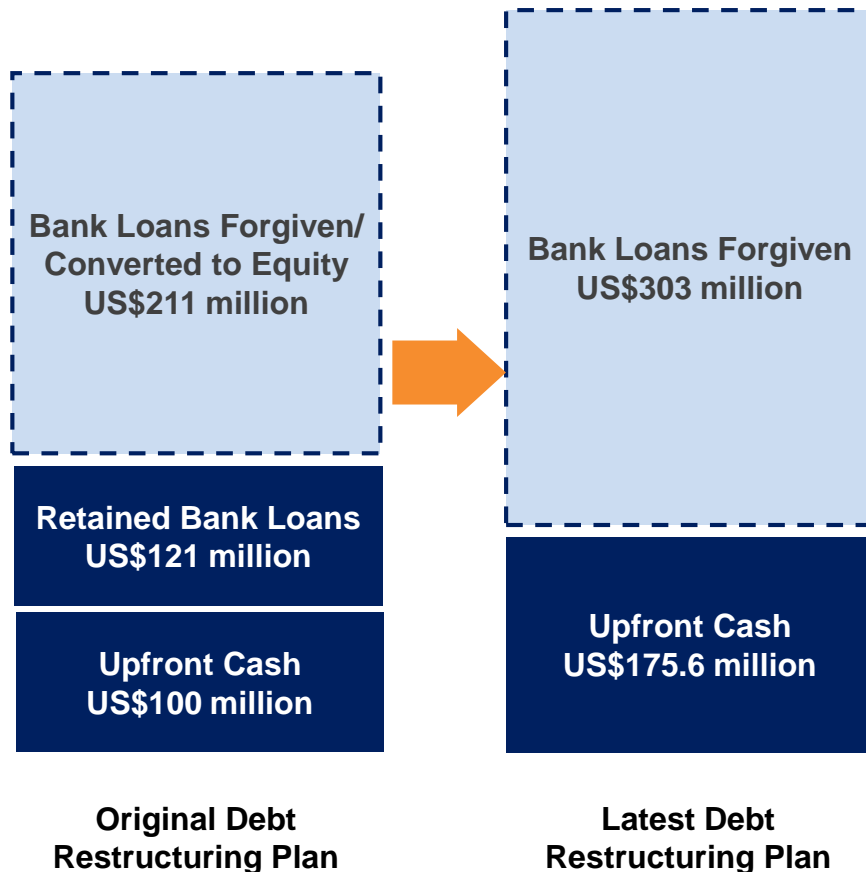 Bank Loans Forgiven/
Converted to Equity
US$211 million
Retained Bank Loans
US$121 million
Upfront Cash
US$100 million
Original Debt
Restructuring Plan
Bank Loans Forgiven
US$303 million
Upfront Cash
US$175.6 million
Latest Debt
Restructuring Plan